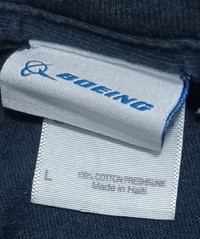 BOEING
L
100% COTTON PRESHRUNK
Made in Haiti